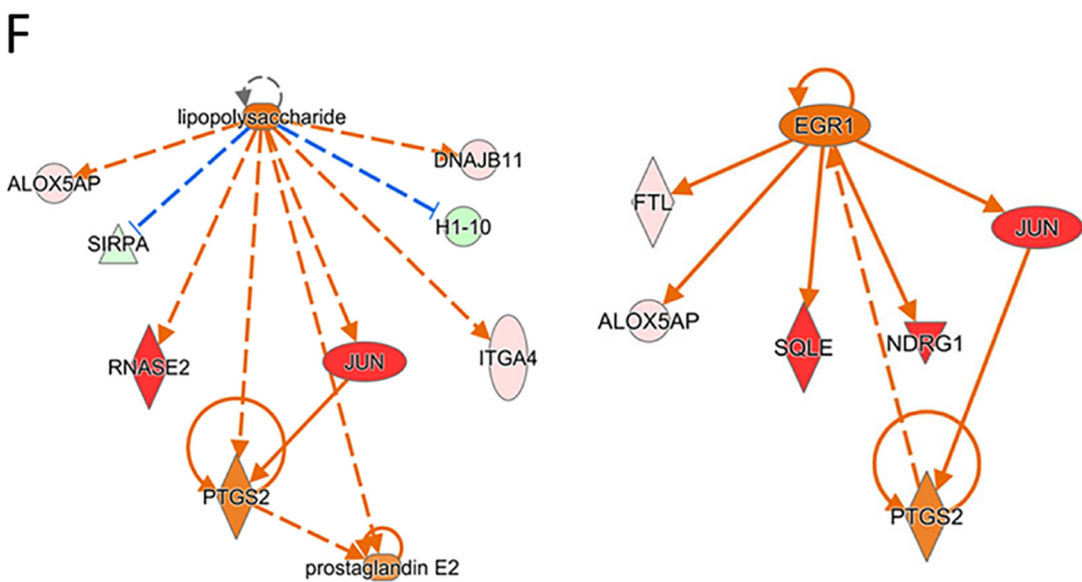 F
lipopolysaccharide
DNAJB11
ALOX5AP
H1-10
SIRPA
RNASE2
JUN
ITGA4
PTGS2
prostaglandin E2
EGR1
FTL
JUN
ALOX5AP
SQLE
NDRG1
PTGS2